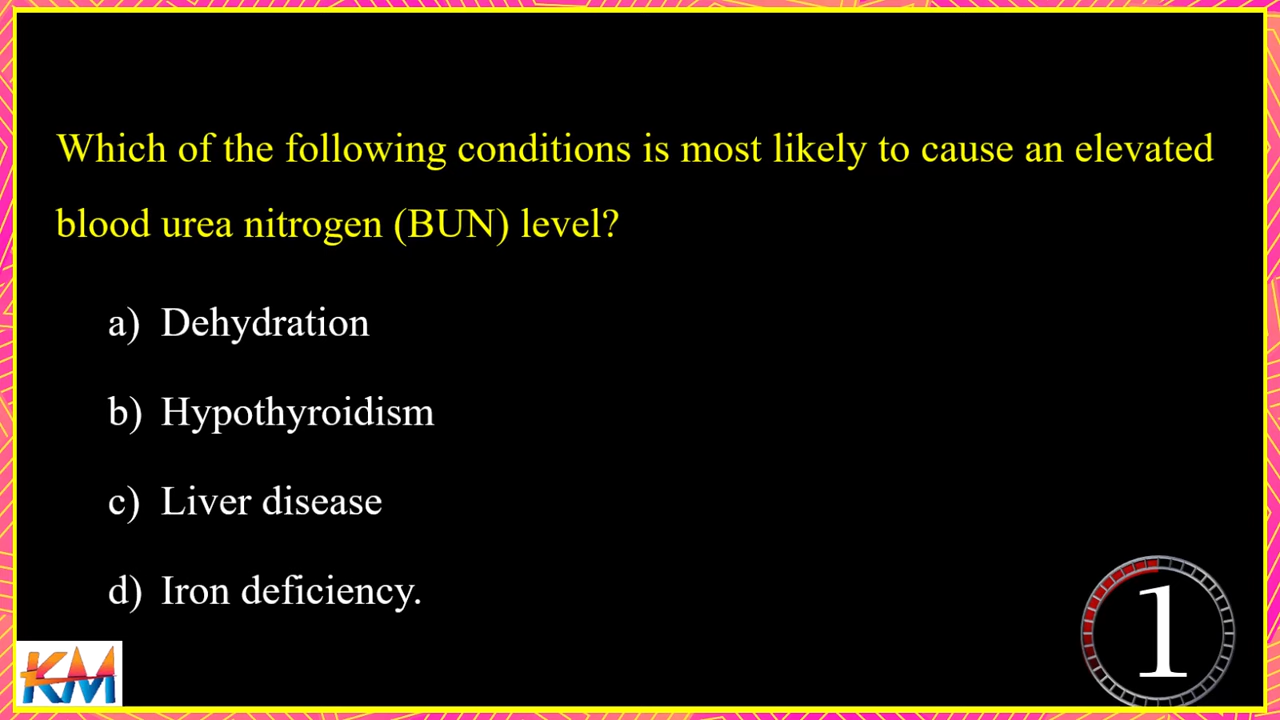 Which of the following conditions is most likely to cause an elevated
blood urea nitrogen (BUN) level?
a) Dehydration
b) Hypothyroidism
c) Liver disease
d) Iron deficiency.
1
KM